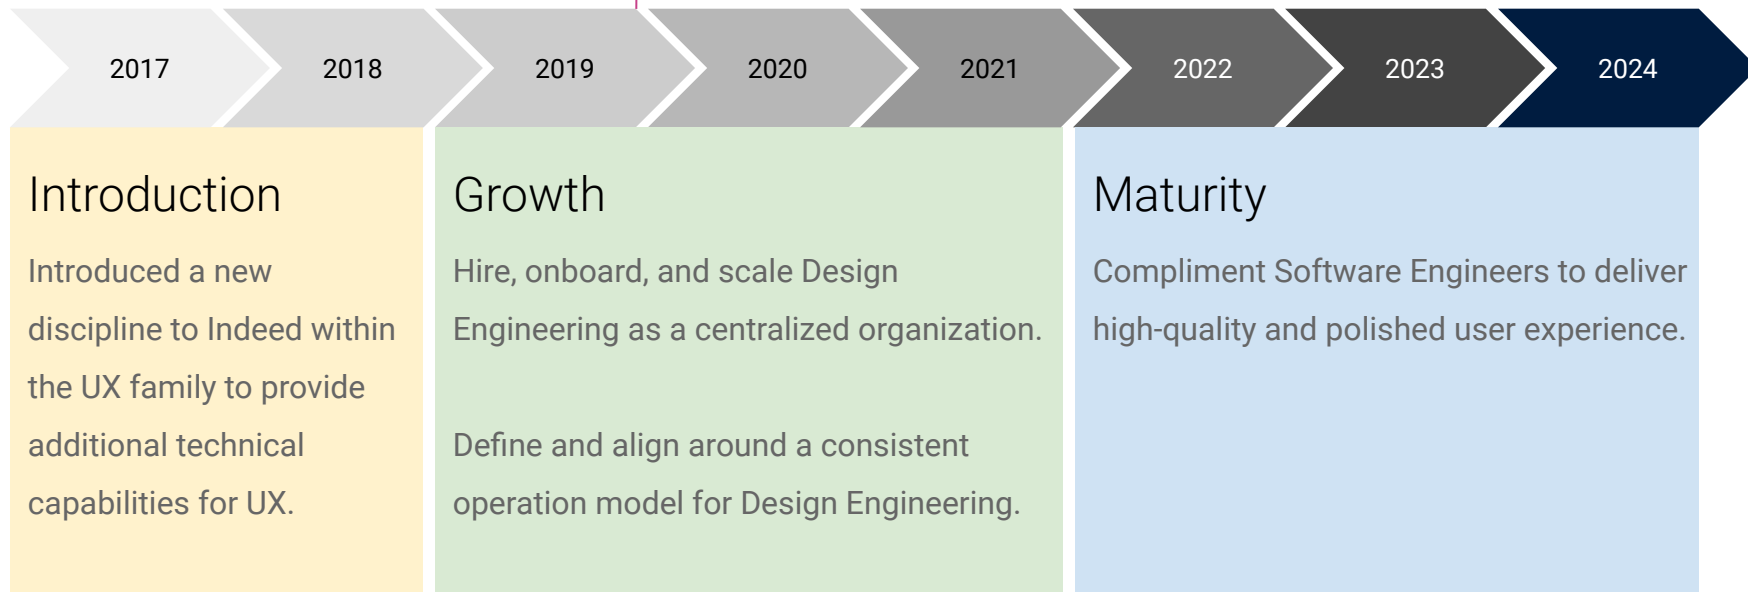 2017
2018
2019
2020
2021
2022
2023
2024
Introduction
Introduced a new
discipline to Indeed within
the UX family to provide
additional technical
capabilities for UX.
Growth
Hire, onboard, and scale Design
Engineering as a centralized organization.
Define and align around a consistent
operation model for Design Engineering.
Maturity
Compliment Software Engineers to deliver
high-quality and polished user experience.